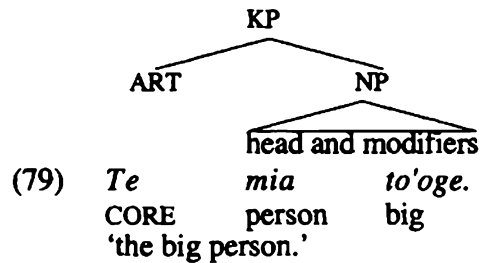 KP
ART NP
head and modifiers
(79) Te mia to'oge.
CORE person big
'the big person.'